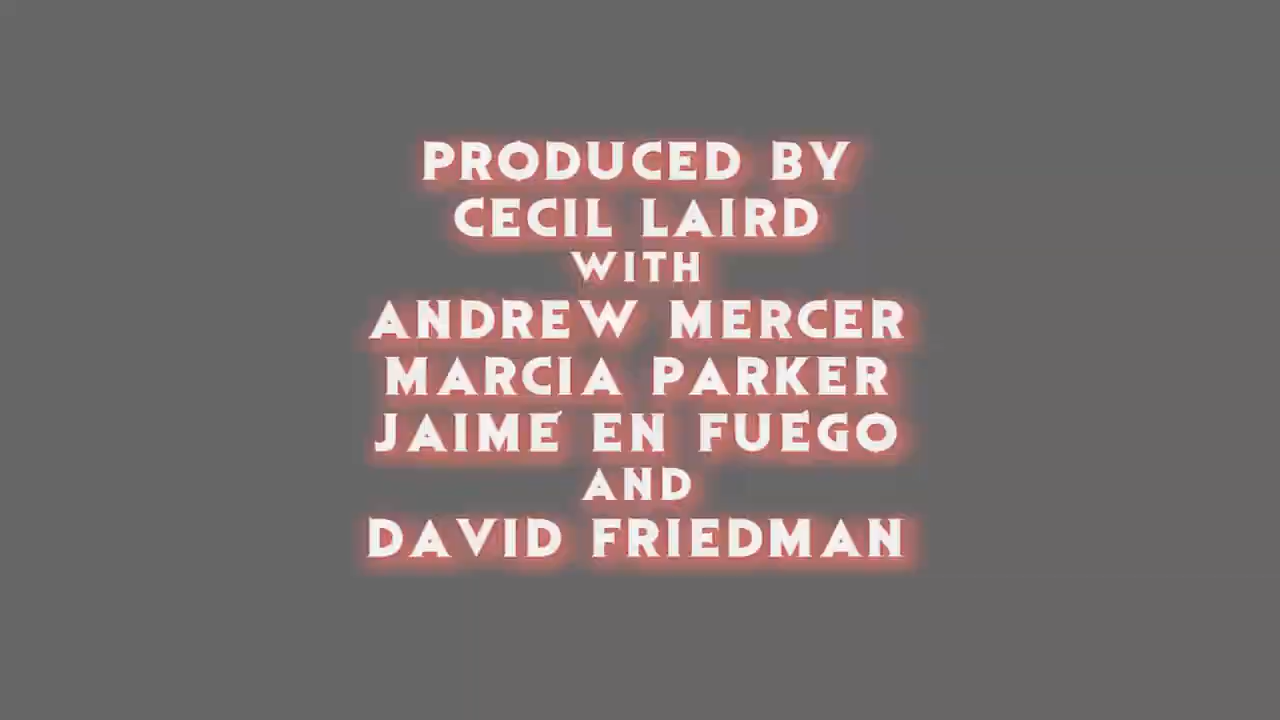 PRODUCED BY
CECIL LAIRD
WITH
ANDREW MERCER
MARCIA PARKER
JAIME EN FUEGO
AND
DAVID FRIEDMAN